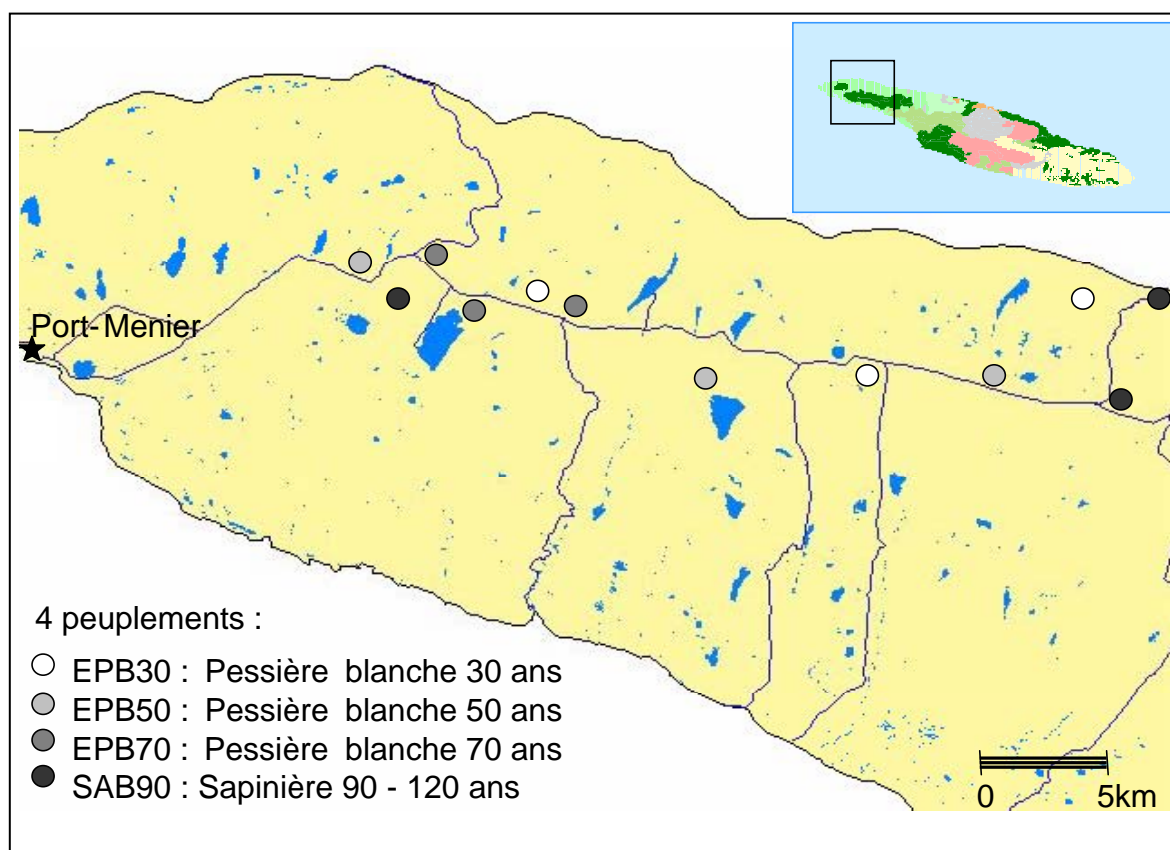 Port-Menier
4 peuplements :
EPB30 : Pessière blanche 30 ans
EPB50 : Pessière blanche 50 ans
EPB70 : Pessière blanche 70 ans
SAB90 : Sapinière 90 - 120 ans
0 5km